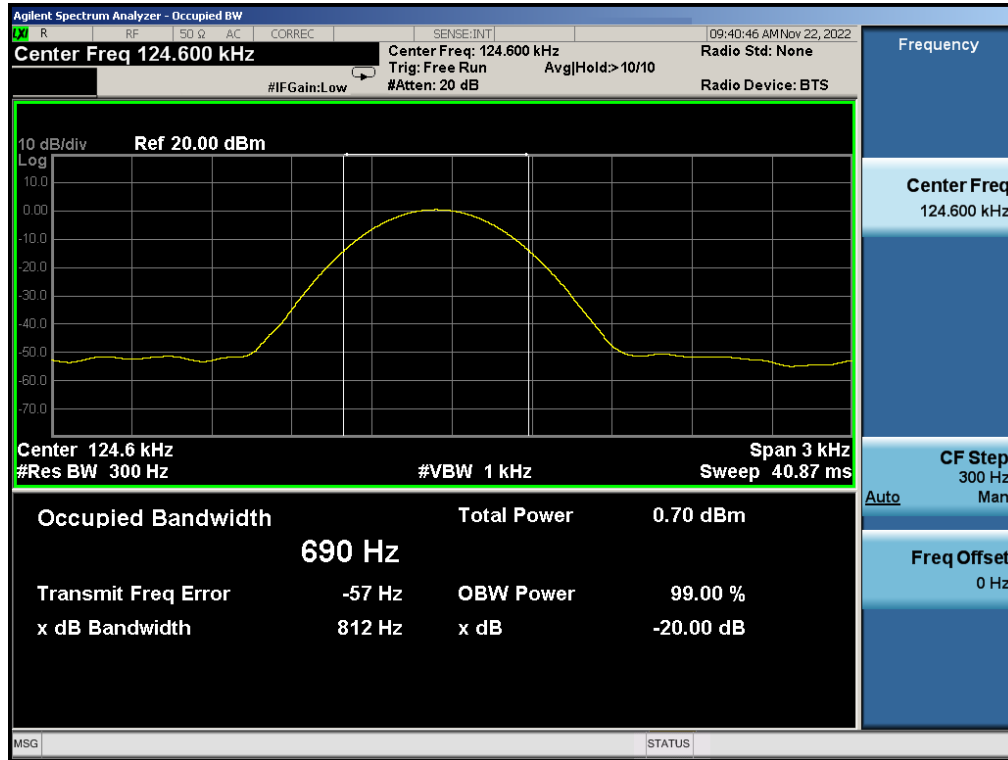 Agilent Spectrum Analyzer - Occupied BW
LXI R RF 50 Ω AC CORREC SENSE:INT 09:40:46 AM Nov 22, 2022
Center Freq 124.600 kHz
Center Freq: 124.600 kHz Radio Std: None
Trig: Free Run Avg|Hold:>10/10
#IFGain:Low #Atten: 20 dB Radio Device: BTS
Frequency
10 dB/div Ref 20.00 dBm
Log
10.0
0.00
-10.0
-20.0
-30.0
-40.0
-50.0
-60.0
-70.0
Center Freq
124.600 kHz
Center 124.6 kHz Span 3 kHz
#Res BW 300 Hz #VBW 1 kHz Sweep 40.87 ms
CF Step
300 Hz
Auto Man
Occupied Bandwidth Total Power 0.70 dBm
690 Hz
Transmit Freq Error -57 Hz OBW Power 99.00 %
x dB Bandwidth 812 Hz x dB -20.00 dB
Freq Offset
0 Hz
MSG STATUS